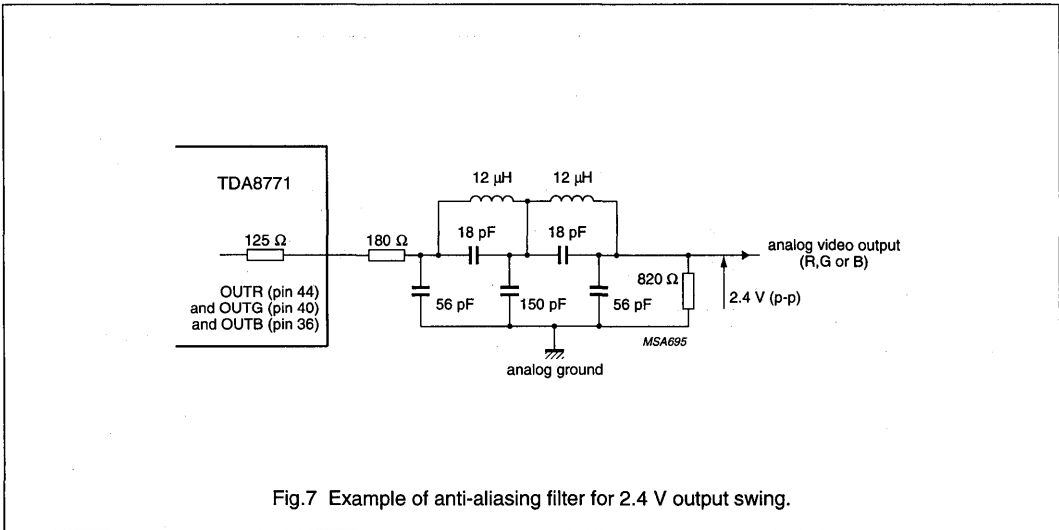 TDA8771
125 Ω
OUTR (pin 44)
and OUTG (pin 40)
and OUTB (pin 36)
180 Ω
12 μH
12 μH
18 pF
18 pF
56 pF
150 pF
56 pF
820 Ω
analog video output
(R,G or B)
2.4 V (p-p)
MSA695
analog ground
Fig.7 Example of anti-aliasing filter for 2.4 V output swing.